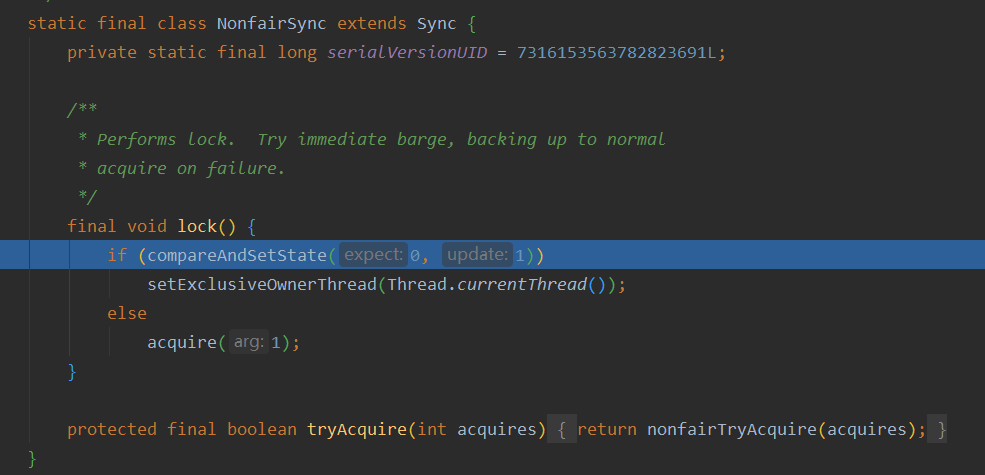 static final class NonfairSync extends Sync {
private static final long serialVersionUID = 7316153563782823691L;
/**
* Performs lock.  Try immediate barge, backing up to normal
* acquire on failure.
*/
final void lock() {
if (compareAndSetState( expect: 0, update: 1))
setExclusiveOwnerThread(Thread.currentThread());
else
acquire( arg: 1);
}
protected final boolean tryAcquire(int acquires) { return nonfairTryAcquire(acquires); }
}